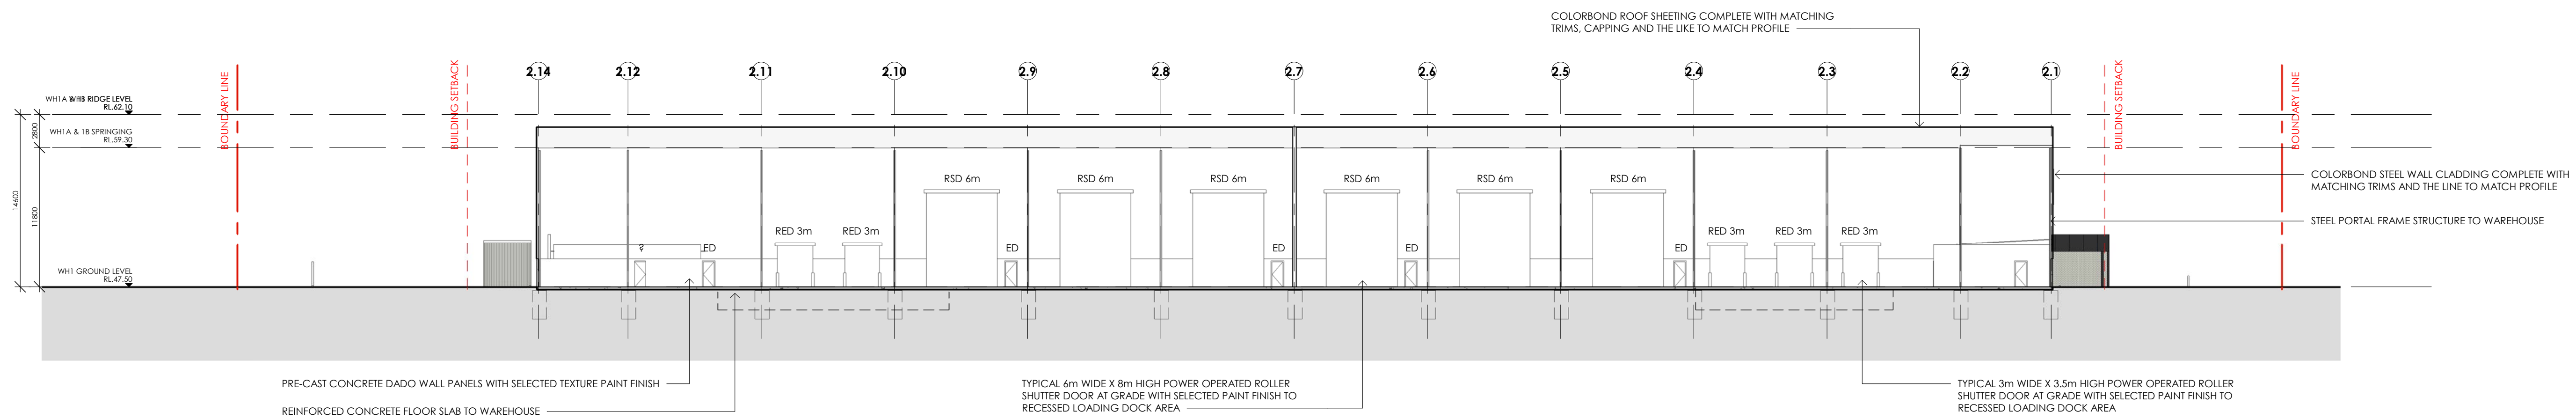 COLORBOND ROOF SHEETING COMPLETE WITH MATCHING
TRIMS, CAPPING AND THE LIKE TO MATCH PROFILE
2.14
2.12
2.11
2.10
2.9
2.8
2.7
2.6
2.5
2.4
2.3
2.2
2.1
BOUNDARY LINE
BUILDING SETBACK
BUILDING SETBACK
BOUNDARY LINE
RIDGE LEVEL
RL.62.10
WH1A & 1B SPRINGING
RL.59.30
WH1 GROUND LEVEL
RL.47.50
14600
2800
11800
RSD 6m
RSD 6m
RSD 6m
RSD 6m
RSD 6m
RSD 6m
COLORBOND STEEL WALL CLADDING COMPLETE WITH
MATCHING TRIMS AND THE LINE TO MATCH PROFILE
STEEL PORTAL FRAME STRUCTURE TO WAREHOUSE
RED 3m
RED 3m
RED 3m
RED 3m
RED 3m
?
ED
ED
ED
ED
ED
PRE-CAST CONCRETE DADO WALL PANELS WITH SELECTED TEXTURE PAINT FINISH
REINFORCED CONCRETE FLOOR SLAB TO WAREHOUSE
TYPICAL 6m WIDE X 8m HIGH POWER OPERATED ROLLER
SHUTTER DOOR AT GRADE WITH SELECTED PAINT FINISH TO
RECESSED LOADING DOCK AREA
TYPICAL 3m WIDE X 3.5m HIGH POWER OPERATED ROLLER
SHUTTER DOOR AT GRADE WITH SELECTED PAINT FINISH TO
RECESSED LOADING DOCK AREA